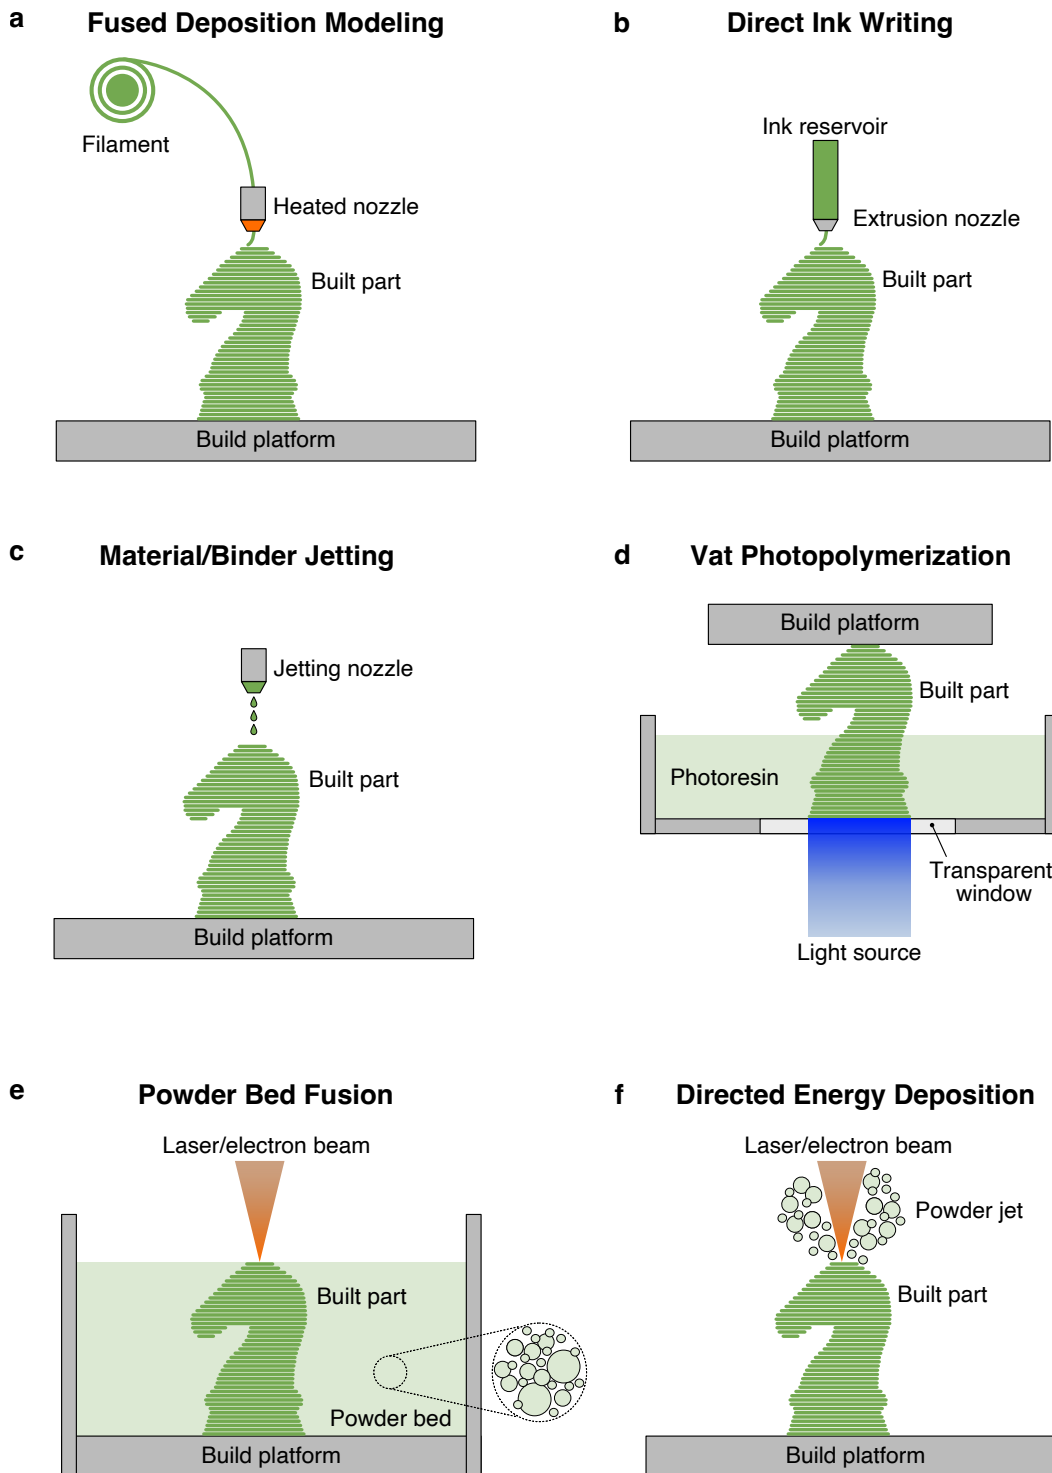 a
Fused Deposition Modeling
Filament
Heated nozzle
Built part
Build platform
b
Direct Ink Writing
Ink reservoir
Extrusion nozzle
Built part
Build platform
c
Material/Binder Jetting
Jetting nozzle
Built part
Build platform
d
Vat Photopolymerization
Build platform
Built part
Photoresin
Transparent
window
Light source
e
Powder Bed Fusion
Laser/electron beam
Built part
Powder bed
Build platform
f
Directed Energy Deposition
Laser/electron beam
Powder jet
Built part
Build platform